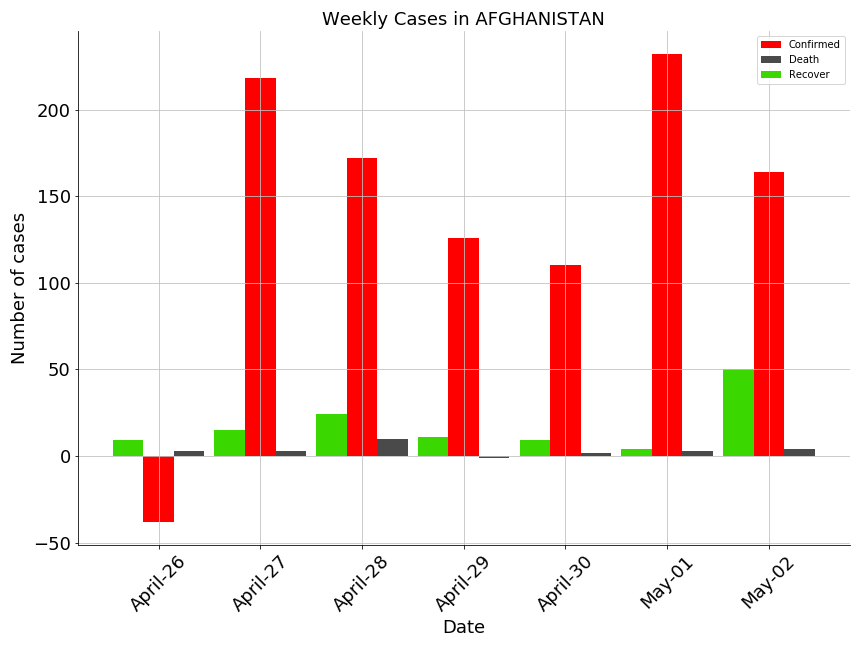 Weekly Cases in AFGHANISTAN
Confirmed
Death
Recover
Number of cases
200
150
100
50
0
−50
April-26
April-27
April-28
April-29
April-30
May-01
May-02
Date